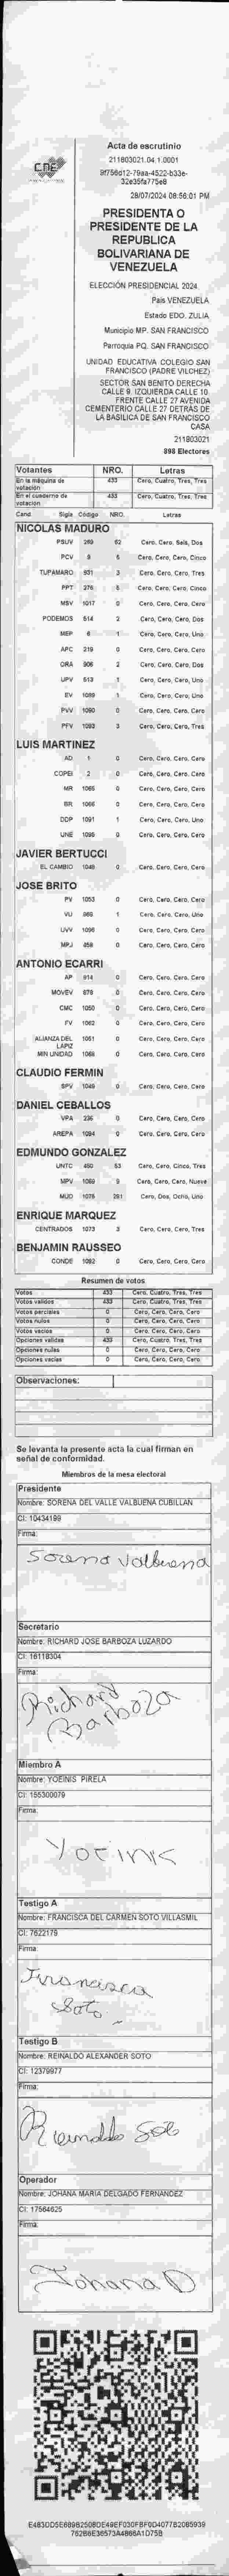 CNE
Acta de escrutinio
211803021.04.1.0001
28/07/2024 08:56:01 PM
PRESIDENTA O
PRESIDENTE DE LA
REPUBLICA
BOLIVARIANA DE
VENEZUELA
ELECCIÓN PRESIDENCIAL 2024
País VENEZUELA
Estado EDO. ZULIA
Municipio MP. SAN FRANCISCO
Parroquia PQ. SAN FRANCISCO
UNIDAD EDUCATIVA COLEGIO SAN
FRANCISCO (PADRE VILCHEZ)
SECTOR SAN BENITO DERECHA
CALLE 9. IZQUIERDA CALLE 10.
FRENTE CALLE 27 AVENIDA
CEMENTERIO CALLE 27 DETRÁS DE
LA BASILICA DE SAN FRANCISCO
CASA
211803021
898 Electores
Votantes NRO. Letras
En la máquina de votación 433 Cero, Cuatro, Tres, Tres
En el cuaderno de votación 433 Cero, Cuatro, Tres, Tres
Cand Sigla Código NRO. Letras
NICOLAS MADURO
PSUV 62 Cero, Cero, Seis, Dos
PCV 5 Cero, Cero, Cero, Cinco
TUPAMARO 931 3 Cero, Cero, Cero, Tres
PPT 276 5 Cero, Cero, Cero, Cinco
MSV 1017 0 Cero, Cero, Cero, Cero
PODEMOS 514 2 Cero, Cero, Cero, Dos
MEP 6 1 Cero, Cero, Cero, Uno
APC 219 0 Cero, Cero, Cero, Cero
ORA 906 2 Cero, Cero, Cero, Dos
UPV 513 1 Cero, Cero, Cero, Uno
EV 1089 1 Cero, Cero, Cero, Uno
PVV 1090 0 Cero, Cero, Cero, Cero
PFV 1093 3 Cero, Cero, Cero, Tres
LUIS MARTINEZ
AD 1 0 Cero, Cero, Cero, Cero
COPEI 2 0 Cero, Cero, Cero, Cero
MR 1065 0 Cero, Cero, Cero, Cero
BR 1066 0 Cero, Cero, Cero, Cero
DDP 1091 1 Cero, Cero, Cero, Uno
UNE 1098 0 Cero, Cero, Cero, Cero
JAVIER BERTUCCI
EL CAMBIO 1048 0 Cero, Cero, Cero, Cero
JOSE BRITO
PV 1053 0 Cero, Cero, Cero, Cero
VU 969 1 Cero, Cero, Cero, Uno
UVV 1096 0 Cero, Cero, Cero, Cero
MPJ 858 0 Cero, Cero, Cero, Cero
ANTONIO ECARRI
AP 914 0 Cero, Cero, Cero, Cero
MOVEV 878 0 Cero, Cero, Cero, Cero
CMC 1050 0 Cero, Cero, Cero, Cero
FV 1062 0 Cero, Cero, Cero, Cero
ALIANZA DEL LAPIZ 1061 0 Cero, Cero, Cero, Cero
MIN UNIDAD 1068 0 Cero, Cero, Cero, Cero
CLAUDIO FERMIN
SPV 1049 0 Cero, Cero, Cero, Cero
DANIEL CEBALLOS
VPA 236 0 Cero, Cero, Cero, Cero
AREPA 1094 0 Cero, Cero, Cero, Cero
EDMUNDO GONZALEZ
UNTC 450 53 Cero, Cero, Cinco, Tres
MPV 1069 9 Cero, Cero, Cero, Nueve
MUD 1076 281 Cero, Dos, Ocho, Uno
ENRIQUE MARQUEZ
CENTRADOS 1073 3 Cero, Cero, Cero, Tres
BENJAMIN RAUSSEO
CONDE 1092 0 Cero, Cero, Cero, Cero
Resumen de votos
Votos 433 Cero, Cuatro, Tres, Tres
Votos validos 433 Cero, Cuatro, Tres, Tres
Votos parciales 0 Cero, Cero, Cero, Cero
Votos nulos 0 Cero, Cero, Cero, Cero
Votos vacios 0 Cero, Cero, Cero, Cero
Opciones validas 433 Cero, Cuatro, Tres, Tres
Opciones nulas 0 Cero, Cero, Cero, Cero
Opciones vacias 0 Cero, Cero, Cero, Cero
Observaciones:
Se levanta la presente acta la cual firman en
señal de conformidad.
Miembros de la mesa electoral
Presidente
Nombre: SORENA DEL VALLE VALBUENA CUBILLAN
CI: 10434199
Firma:
Sorena Valbuena
Secretario
Nombre: RICHARD JOSE BARBOZA LUZARDO
CI: 16118304
Firma:
Richard
Barboza
Miembro A
Nombre: YOEINIS PIRELA
CI: 155300079
Firma:
Yoeinis
Testigo A
Nombre: FRANCISCA DEL CARMEN SOTO VILLASMIL
CI: 7622179
Firma:
Francisca
Soto
Testigo B
Nombre: REINALDO ALEXANDER SOTO
CI: 12379977
Firma:
Reinaldo Soto
Operador
Nombre: JOHANA MARIA DELGADO FERNANDEZ
CI: 17564625
Firma:
Johana D